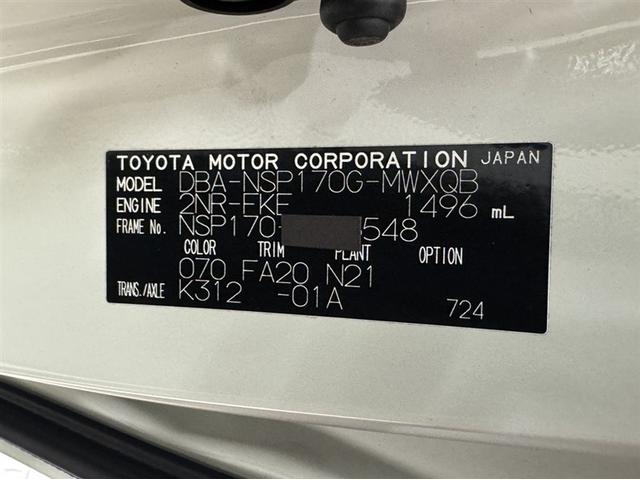 TOYOTA MOTOR CORPORATION JAPAN
MODEL DBA-NSP170G-MWXQB
ENGINE 2NR-FKE 1496 mL
FRAME No. NSP170- 548
COLOR TRIM PLANT OPTION
070 FA20 N21
TRANS./AXLE K312 -01A
724